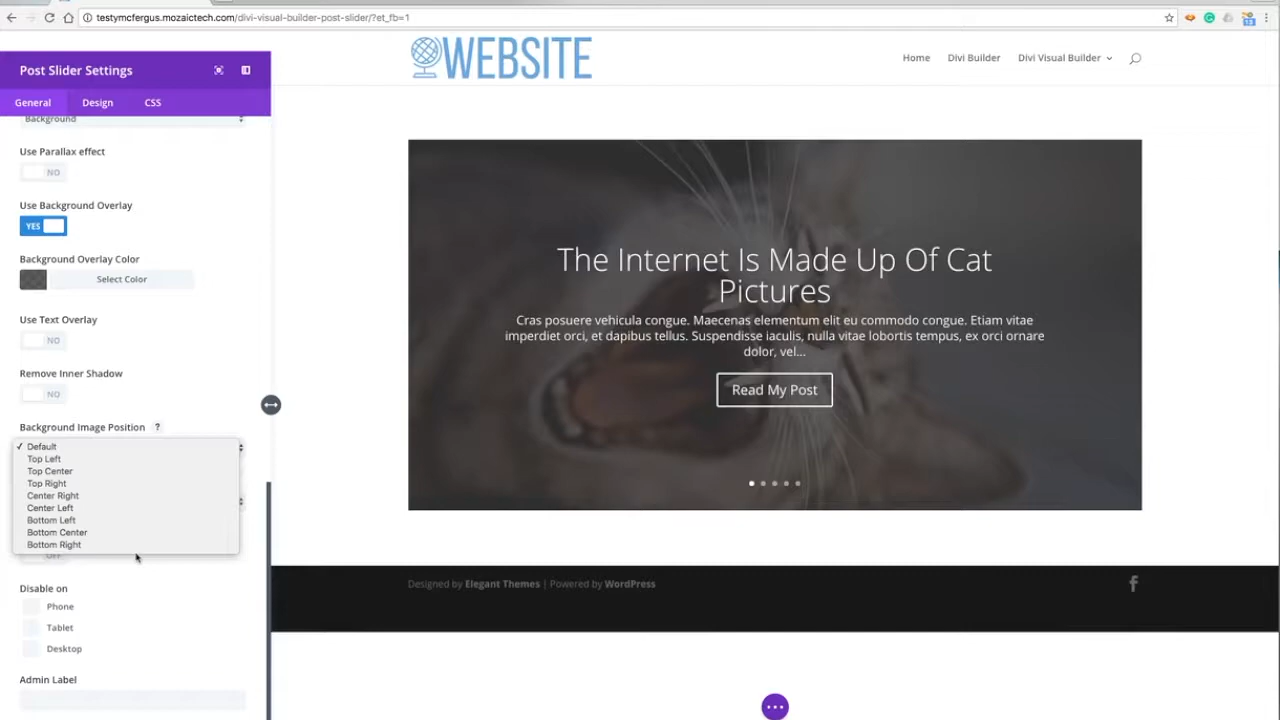 testymcfergus.mozaictech.com/divi-visual-builder-post-slider/?et_fb=1
Post Slider Settings
General
Design
CSS
Background
Use Parallax effect
NO
Use Background Overlay
YES
Background Overlay Color
Select Color
Use Text Overlay
NO
Remove Inner Shadow
NO
Background Image Position ?
✓ Default
Top Left
Top Center
Top Right
Center Right
Center Left
Bottom Left
Bottom Center
Bottom Right
OFF
Disable on
Phone
Tablet
Desktop
Admin Label
WEBSITE
Home
Divi Builder
Divi Visual Builder
The Internet Is Made Up Of Cat
Pictures
Cras posuere vehicula congue. Maecenas elementum elit eu commodo congue. Etiam vitae
imperdiet orci, et dapibus tellus. Suspendisse iaculis, nulla vitae lobortis tempus, ex orci ornare
dolor, vel...
Read My Post
Designed by Elegant Themes | Powered by WordPress